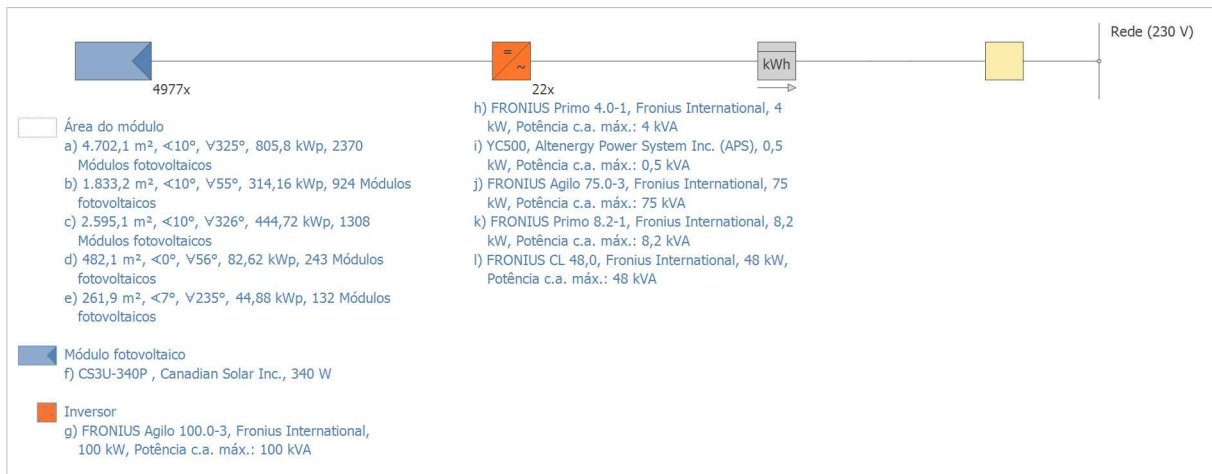 Rede (230 V)
=
~
kWh
4977x
22x
Área do módulo
a) 4.702,1 m², ∢10°, ∀325°, 805,8 kWp, 2370
Módulos fotovoltaicos
b) 1.833,2 m², ∢10°, ∀55°, 314,16 kWp, 924 Módulos
fotovoltaicos
c) 2.595,1 m², ∢10°, ∀326°, 444,72 kWp, 1308
Módulos fotovoltaicos
d) 482,1 m², ∢0°, ∀56°, 82,62 kWp, 243 Módulos
fotovoltaicos
e) 261,9 m², ∢7°, ∀235°, 44,88 kWp, 132 Módulos
fotovoltaicos
Módulo fotovoltaico
f) CS3U-340P , Canadian Solar Inc., 340 W
Inversor
g) FRONIUS Agilo 100.0-3, Fronius International,
100 kW, Potência c.a. máx.: 100 kVA
h) FRONIUS Primo 4.0-1, Fronius International, 4
kW, Potência c.a. máx.: 4 kVA
i) YC500, Altenergy Power System Inc. (APS), 0,5
kW, Potência c.a. máx.: 0,5 kVA
j) FRONIUS Agilo 75.0-3, Fronius International, 75
kW, Potência c.a. máx.: 75 kVA
k) FRONIUS Primo 8.2-1, Fronius International, 8,2
kW, Potência c.a. máx.: 8,2 kVA
l) FRONIUS CL 48,0, Fronius International, 48 kW,
Potência c.a. máx.: 48 kVA